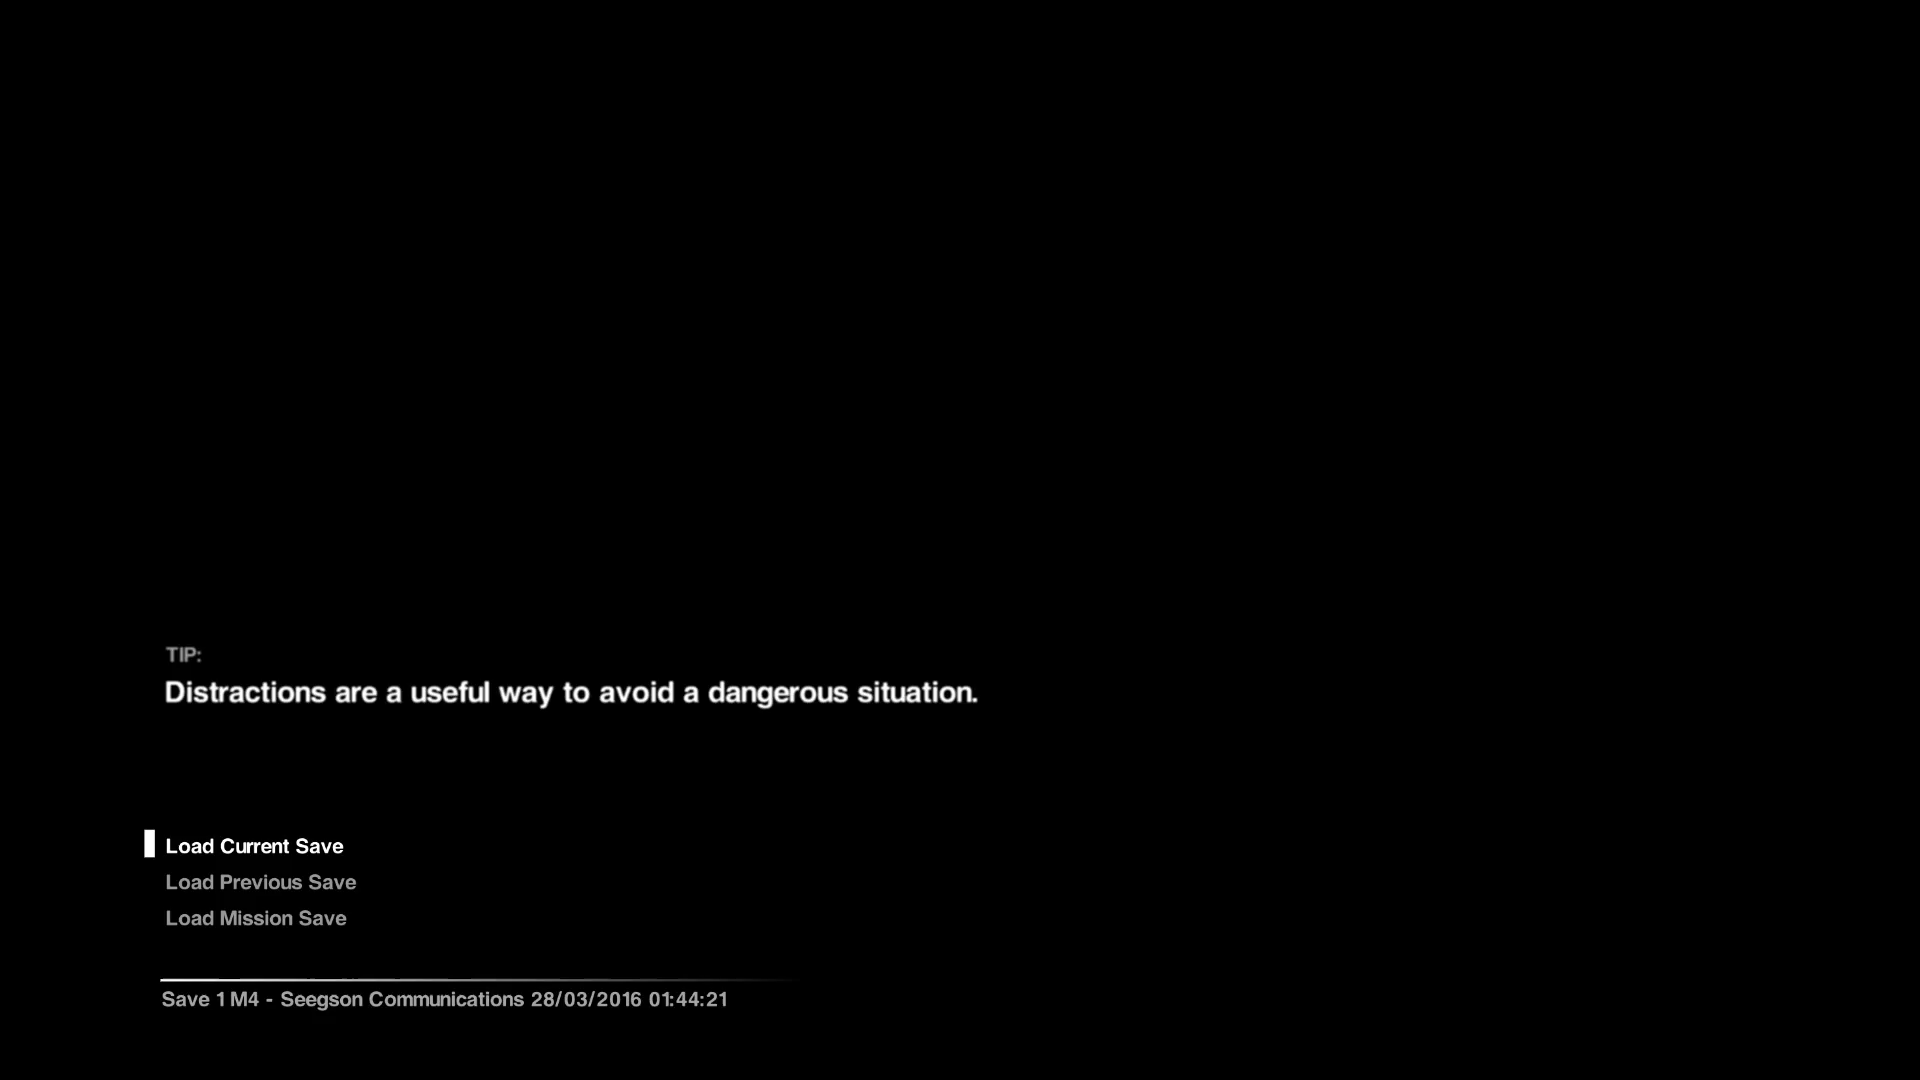 TIP:
Distractions are a useful way to avoid a dangerous situation.
Load Current Save
Load Previous Save
Load Mission Save
Save 1 M4 - Seegson Communications 28/03/2016 01:44:21